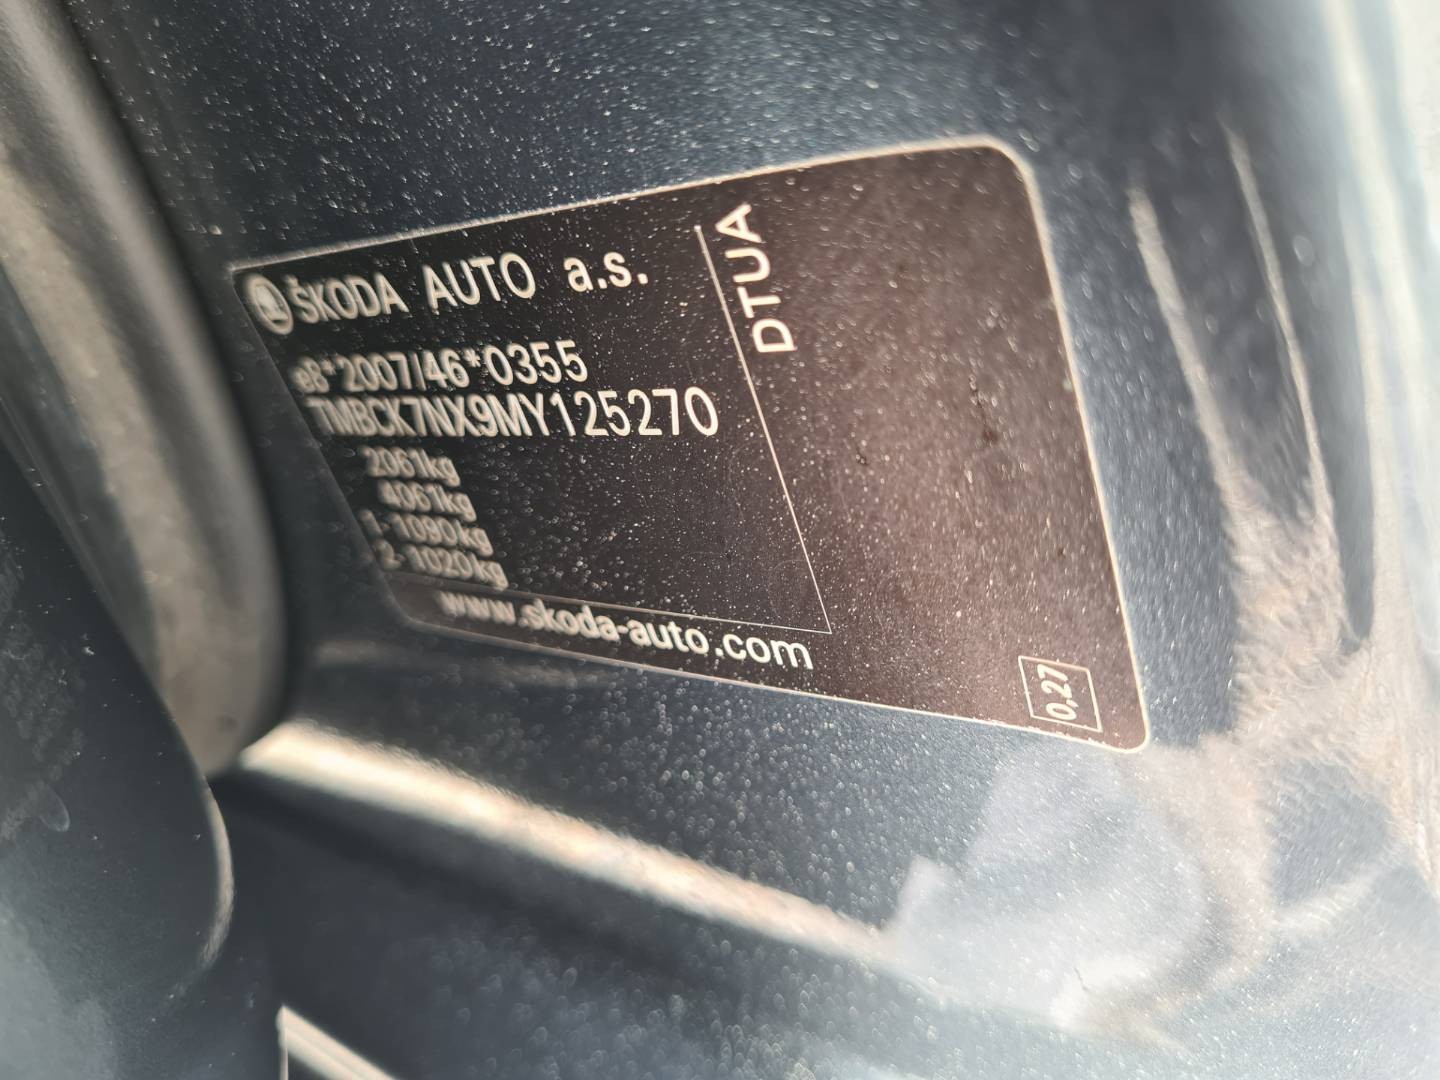 ŠKODA AUTO a.s.
e8*2007/46*0355
TMBCK7NX9MY125270
2061kg
4061kg
1-1090kg
2-1020kg
www.skoda-auto.com
DTUA
0,27